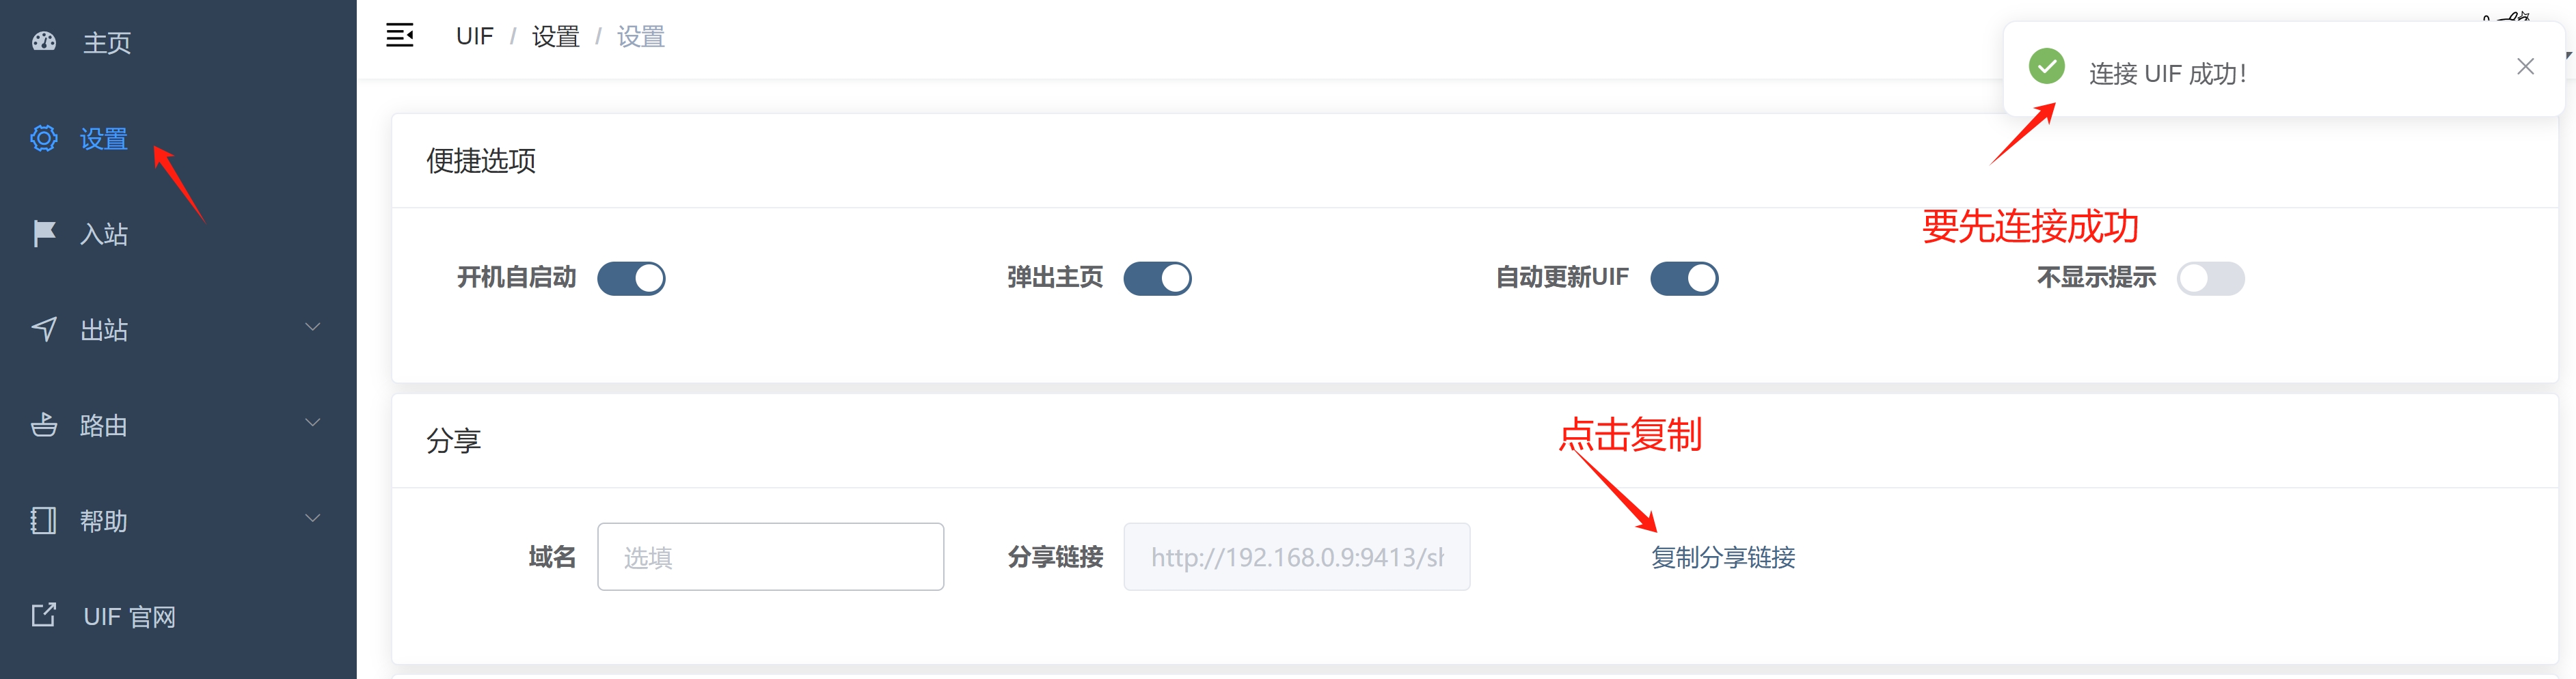 主页
设置
入站
出站
路由
帮助
UIF 官网
UIF / 设置 / 设置
连接 UIF 成功！
要先连接成功
便捷选项
开机自启动
弹出主页
自动更新UIF
不显示提示
分享
点击复制
域名
选填
分享链接
http://192.168.0.9:9413/sh
复制分享链接